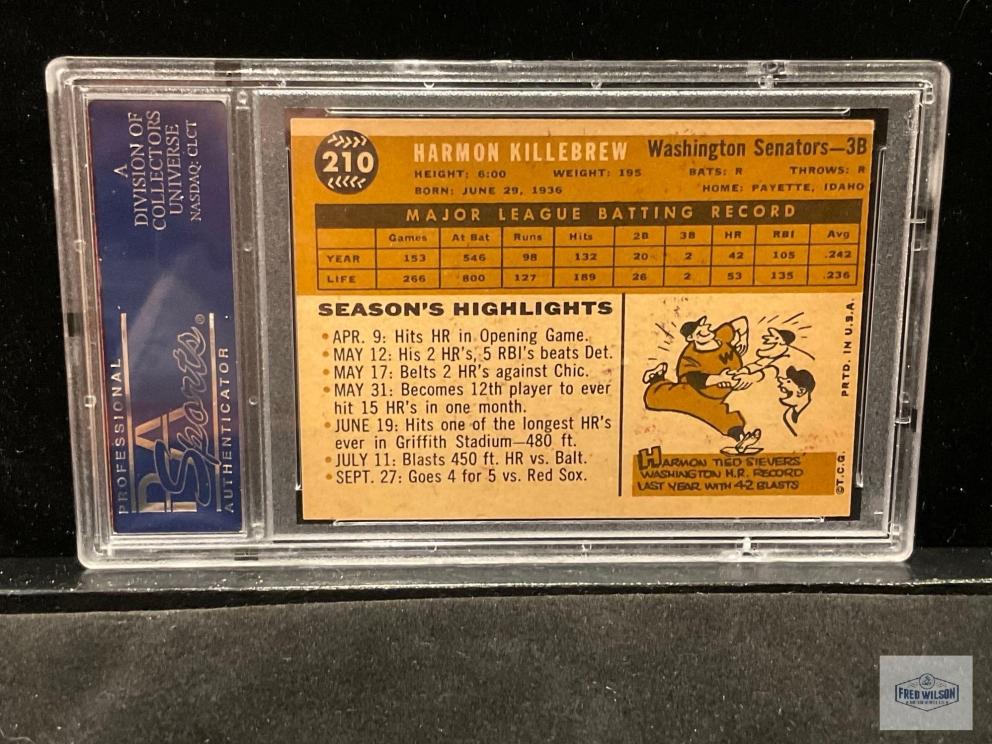 A
DIVISION OF
COLLECTORS
UNIVERSE
NASDAQ: CLCT
PROFESSIONAL
PSA
Sports®
AUTHENTICATOR
210
HARMON KILLEBREW Washington Senators—3B
HEIGHT: 6:00 WEIGHT: 195 BATS: R THROWS: R
BORN: JUNE 29, 1936 HOME: PAYETTE, IDAHO
MAJOR LEAGUE BATTING RECORD
Games At Bat Runs Hits 2B 3B HR RBI Avg
YEAR 153 546 98 132 20 2 42 105 .242
LIFE 266 800 127 189 26 2 53 135 .236
SEASON'S HIGHLIGHTS
• APR. 9: Hits HR in Opening Game.
• MAY 12: His 2 HR's, 5 RBI's beats Det.
• MAY 17: Belts 2 HR's against Chic.
• MAY 31: Becomes 12th player to ever
hit 15 HR's in one month.
• JUNE 19: Hits one of the longest HR's
ever in Griffith Stadium—480 ft.
• JULY 11: Blasts 450 ft. HR vs. Balt.
• SEPT. 27: Goes 4 for 5 vs. Red Sox.
W
HARMON TIED SIEVERS
WASHINGTON H.R. RECORD
LAST YEAR WITH 42 BLASTS
©T.C.G. PRTD. IN U.S.A.
FRED WILSON